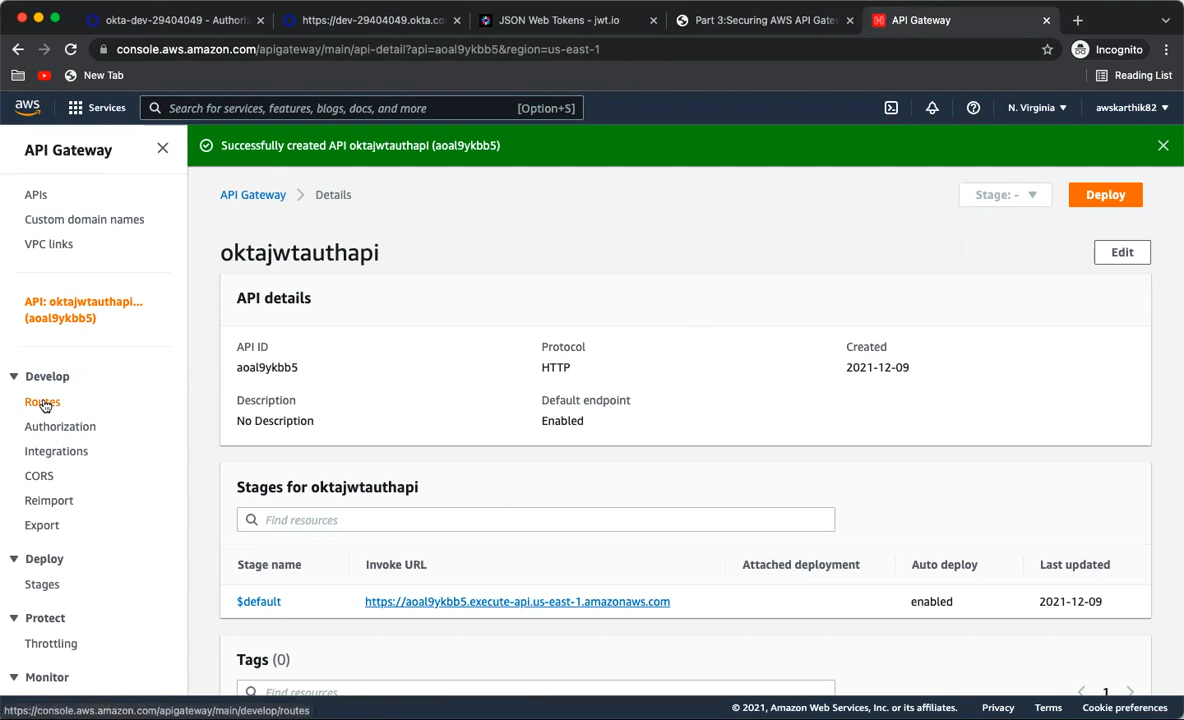 okta-dev-29404049 - Authoriz
https://dev-29404049.okta.co
JSON Web Tokens - jwt.io
Part 3:Securing AWS API Gatew
API Gateway
console.aws.amazon.com/apigateway/main/api-detail?api=aoal9ykbb5&region=us-east-1
Incognito
New Tab
Reading List
aws
Services
Search for services, features, blogs, docs, and more
[Option+S]
N. Virginia
awskarthik82
API Gateway
Successfully created API oktajwtauthapi (aoal9ykbb5)
APIs
Custom domain names
VPC links
API: oktajwtauthapi...
(aoal9ykbb5)
Develop
Routes
Authorization
Integrations
CORS
Reimport
Export
Deploy
Stages
Protect
Throttling
Monitor
API Gateway
Details
Stage: -
Deploy
oktajwtauthapi
Edit
API details
API ID
Protocol
Created
aoal9ykbb5
HTTP
2021-12-09
Description
Default endpoint
No Description
Enabled
Stages for oktajwtauthapi
Find resources
Stage name
Invoke URL
Attached deployment
Auto deploy
Last updated
$default
https://aoal9ykbb5.execute-api.us-east-1.amazonaws.com
enabled
2021-12-09
Tags (0)
Find resources
1
https://console.aws.amazon.com/apigateway/main/develop/routes
© 2021, Amazon Web Services, Inc. or its affiliates.
Privacy
Terms
Cookie preferences